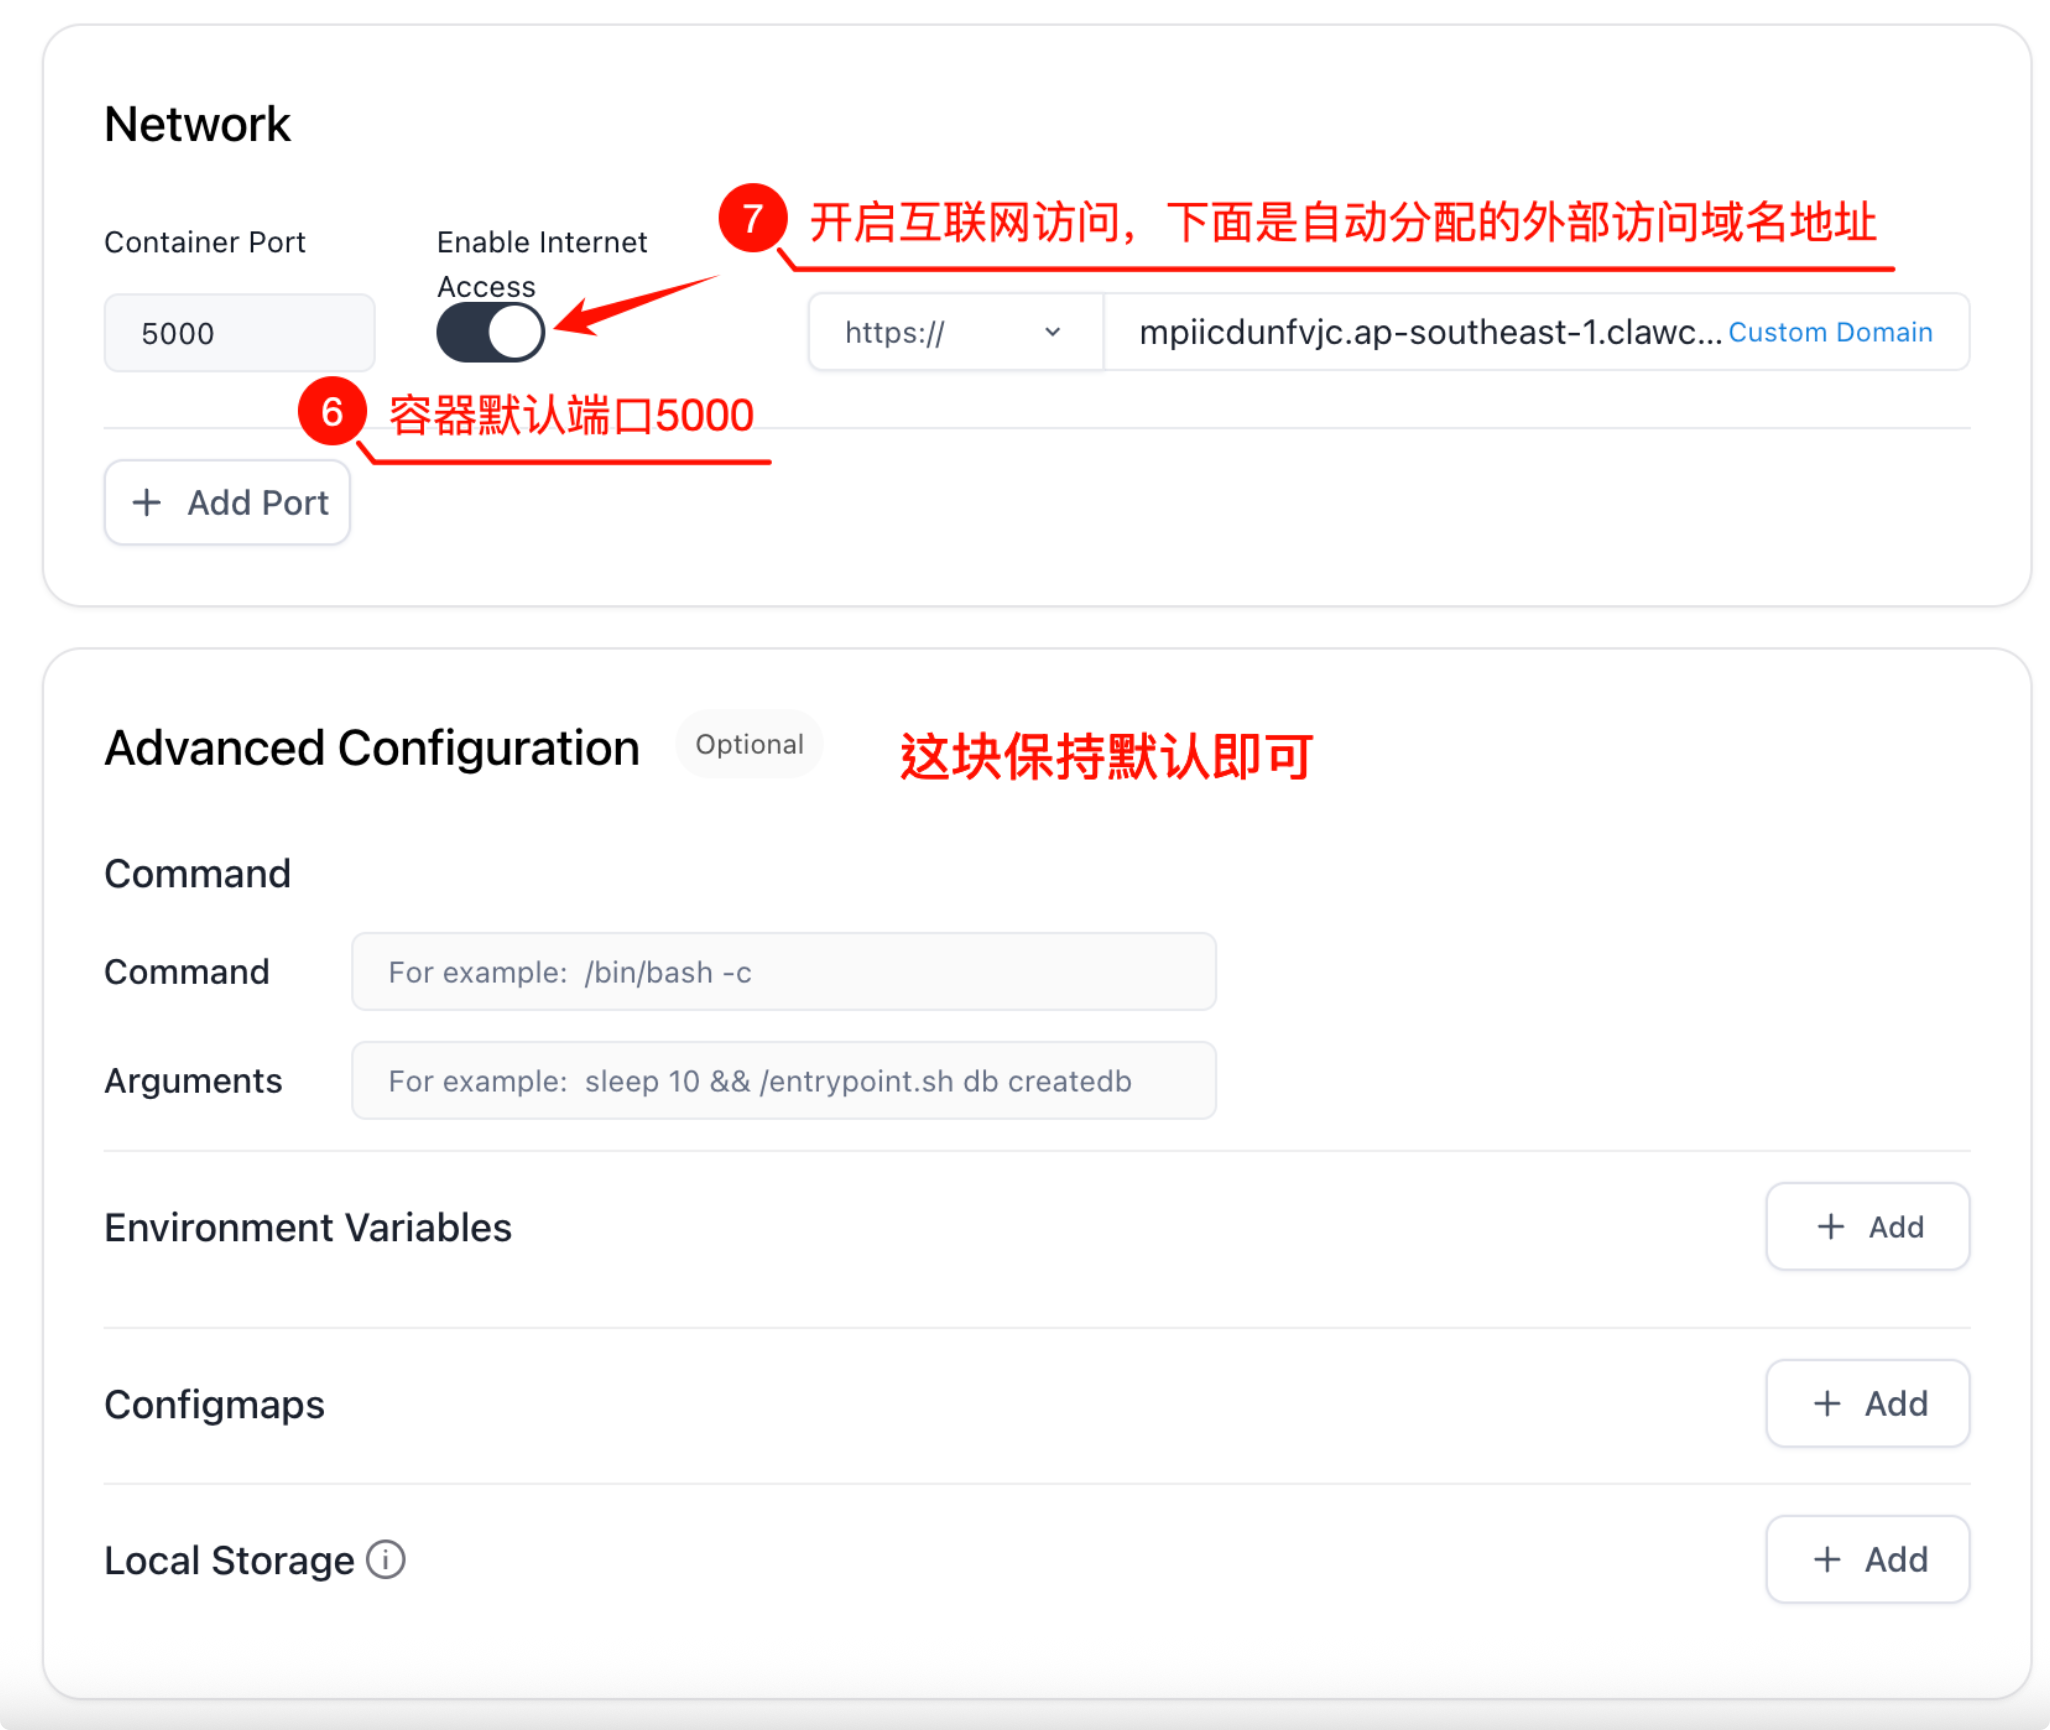 Network
7 开启互联网访问，下面是自动分配的外部访问域名地址
Container Port
Enable Internet
Access
5000
https://
mpiicdunfvjc.ap-southeast-1.clawc... Custom Domain
6 容器默认端口5000
+ Add Port
Advanced Configuration Optional 这块保持默认即可
Command
Command For example: /bin/bash -c
Arguments For example: sleep 10 && /entrypoint.sh db createdb
Environment Variables + Add
Configmaps + Add
Local Storage + Add